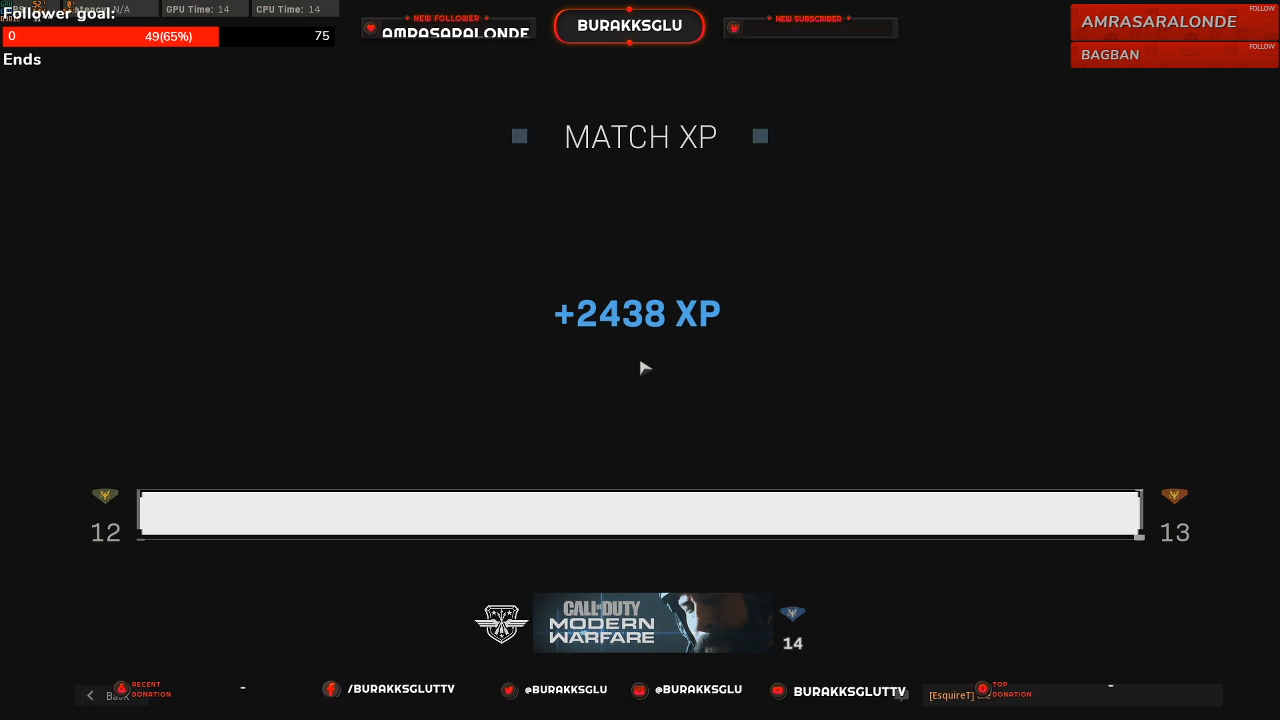 Follower goal:
Latency: N/A
GPU Time: 14
CPU Time: 14
0
49(65%)
75
Ends
NEW FOLLOWER
AMRASARALONDE
BURAKKSGLU
NEW SUBSCRIBER
FOLLOW
AMRASARALONDE
FOLLOW
BAGBAN
MATCH XP
+2438 XP
12
13
CALL OF DUTY
MODERN
WARFARE
14
Back
RECENT
DONATION
-
/BURAKKSGLUTTV
@BURAKKSGLU
@BURAKKSGLU
BURAKKSGLUTTV
[EsquireT]
TOP
DONATION
-